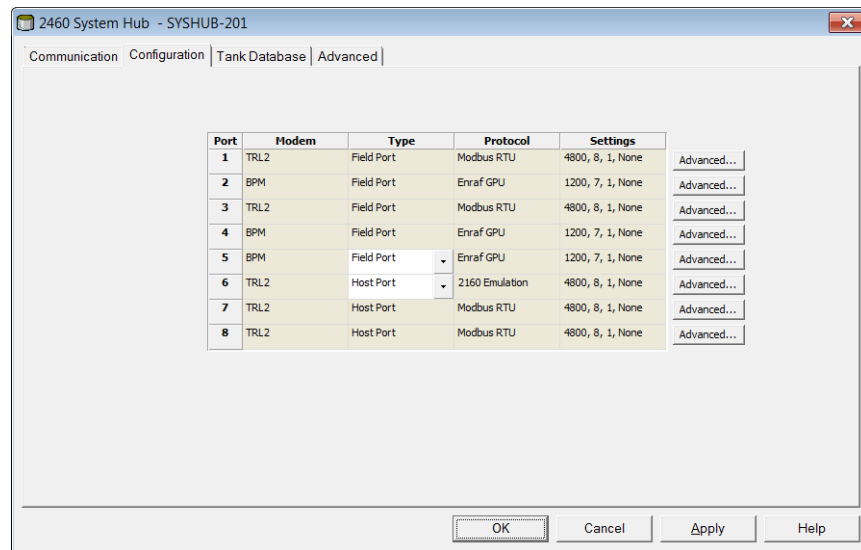 2460 System Hub - SYSHUB-201
Communication Configuration Tank Database Advanced
Port Modem Type Protocol Settings
1 TRL2 Field Port Modbus RTU 4800, 8, 1, None Advanced...
2 BPM Field Port Enraf GPU 1200, 7, 1, None Advanced...
3 TRL2 Field Port Modbus RTU 4800, 8, 1, None Advanced...
4 BPM Field Port Enraf GPU 1200, 7, 1, None Advanced...
5 BPM Field Port Enraf GPU 1200, 7, 1, None Advanced...
6 TRL2 Host Port 2160 Emulation 4800, 8, 1, None Advanced...
7 TRL2 Host Port Modbus RTU 4800, 8, 1, None Advanced...
8 TRL2 Host Port Modbus RTU 4800, 8, 1, None Advanced...
OK Cancel Apply Help